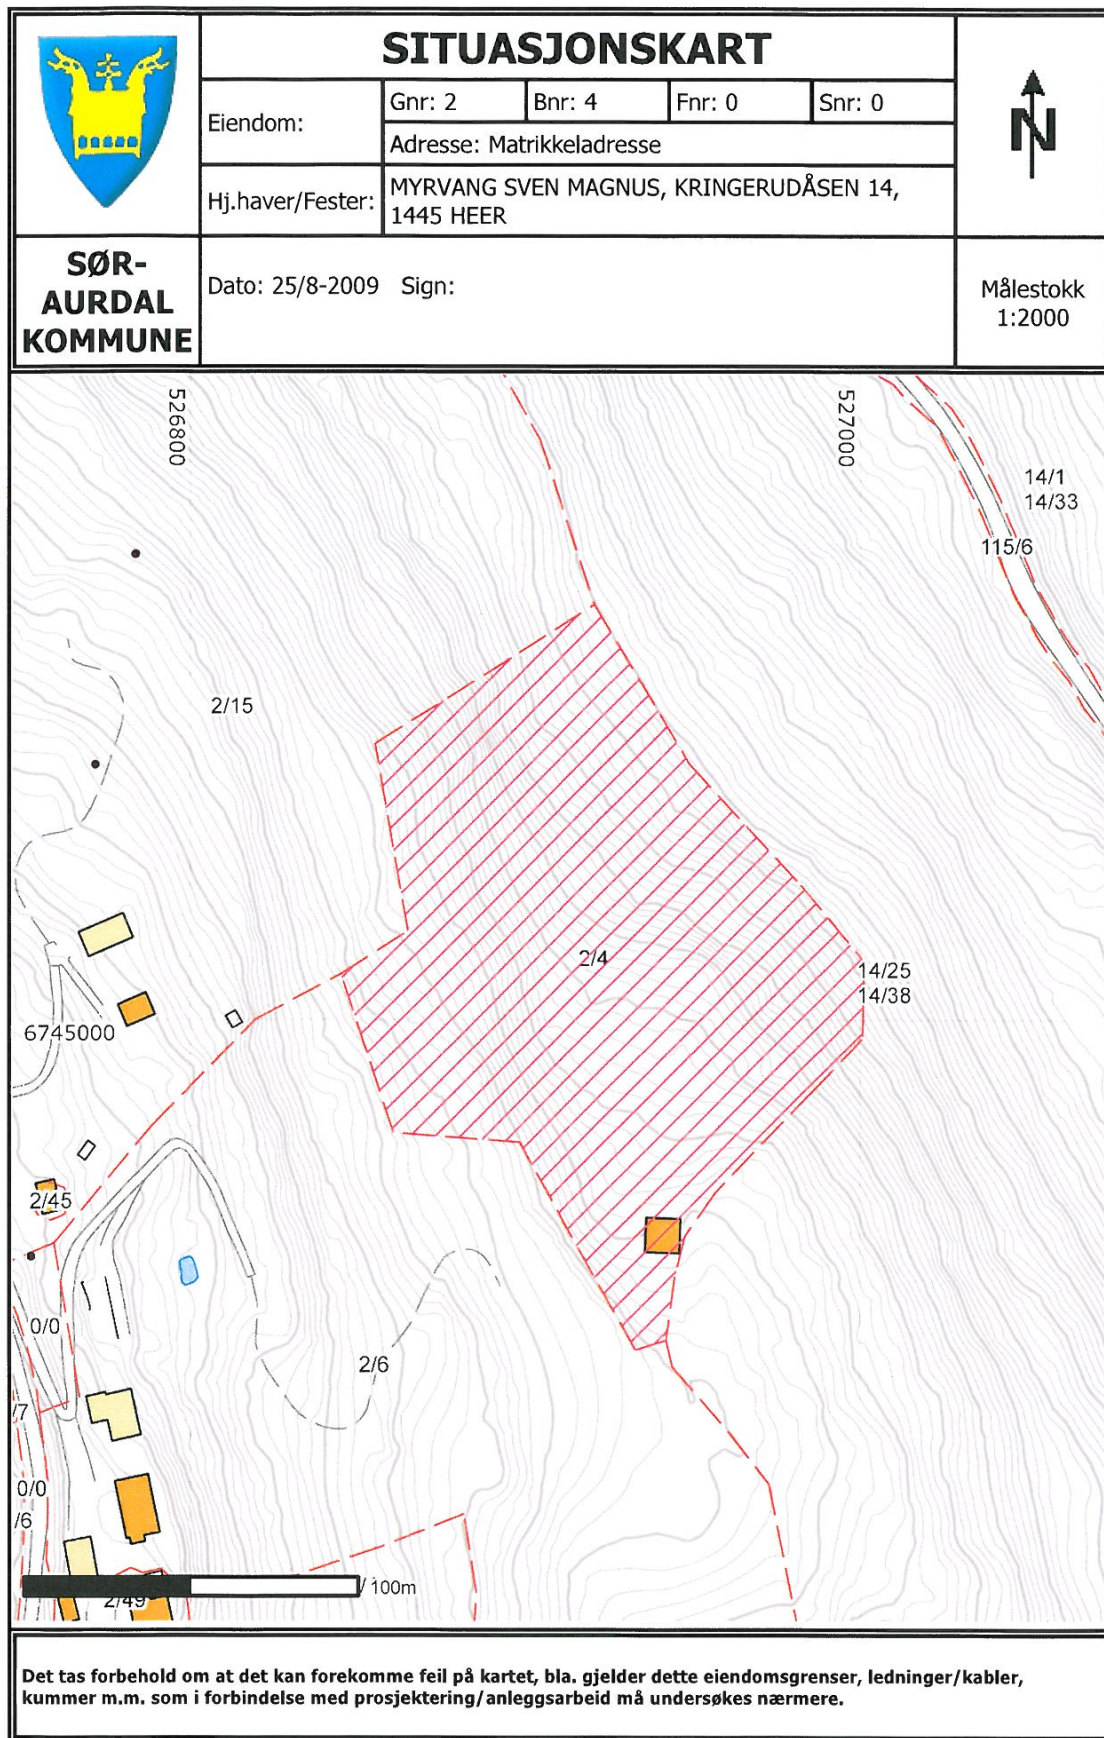 SITUASJONSKART
Eiendom:
Gnr: 2
Bnr: 4
Fnr: 0
Snr: 0
Adresse: Matrikkeladresse
Hj.haver/Fester:
MYRVANG SVEN MAGNUS, KRINGERUDÅSEN 14,
1445 HEER
N
SØR-
AURDAL
KOMMUNE
Dato: 25/8-2009 Sign:
Målestokk
1:2000
526800
527000
14/1
14/33
115/6
2/15
2/4
14/25
14/38
6745000
2/45
0/0
2/6
/7
0/0
/6
100m
2/49
Det tas forbehold om at det kan forekomme feil på kartet, bla. gjelder dette eiendomsgrenser, ledninger/kabler,
kummer m.m. som i forbindelse med prosjektering/anleggsarbeid må undersøkes nærmere.